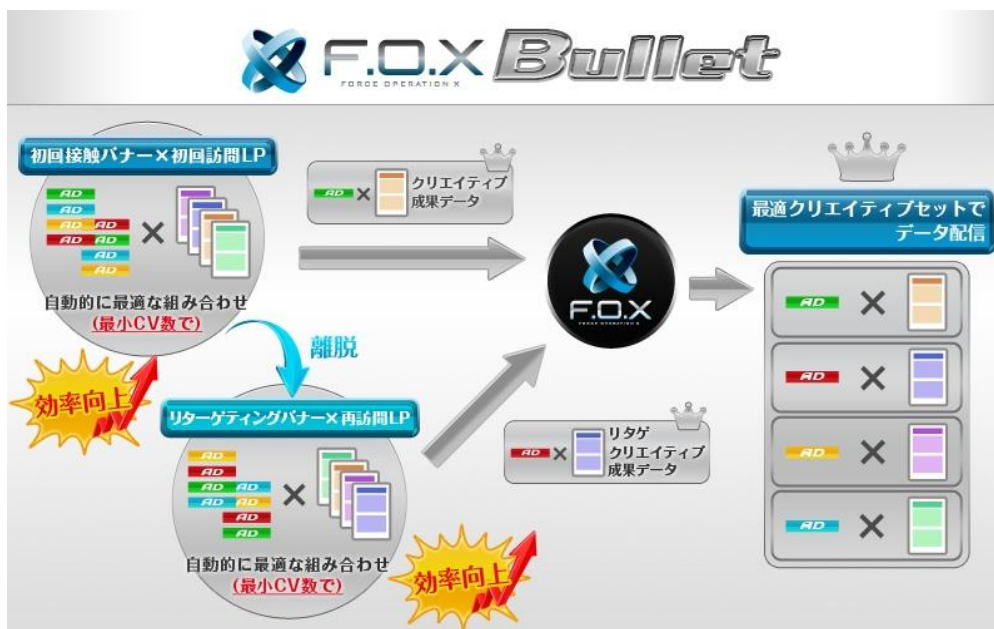 F.O.X Bullet
FORCE OPERATION X
初回接触バナー×初回訪問LP
AD
AD
AD AD
AD AD
AD
AD
×
自動的に最適な組み合わせ
(最小CV数で)
効率向上
離脱
AD × クリエイティブ
成果データ
リターゲティングバナー×再訪問LP
AD
AD
AD AD
AD AD
AD
AD
×
自動的に最適な組み合わせ
(最小CV数で)
効率向上
AD × リタゲ
クリエイティブ
成果データ
F.O.X
FORCE OPERATION X
最適クリエイティブセットで
データ配信
AD ×
AD ×
AD ×
AD ×